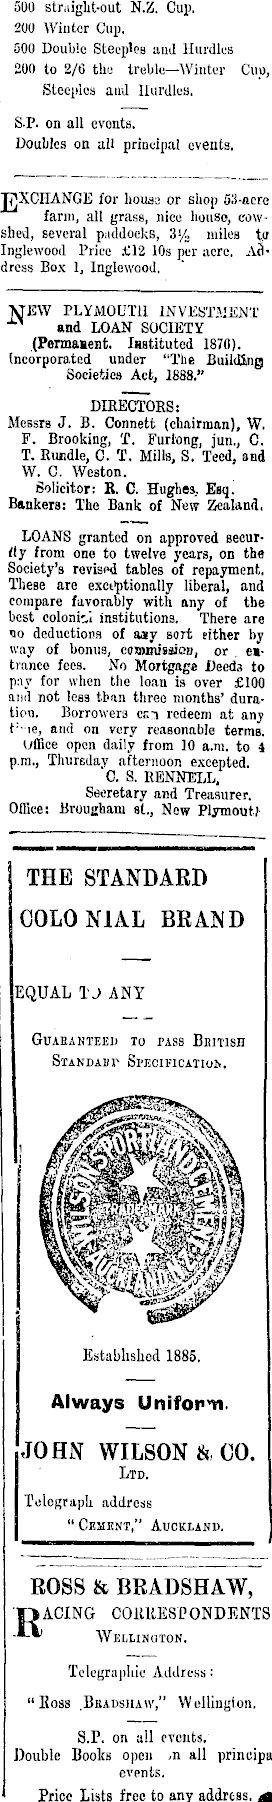 500 straight-out N.Z. Cup.
200 Winter Cup.
500 Double Steeples and Hurdles
200 to 2/6 the treble—Winter Cup,
Steeples and Hurdles.
S.P. on all events.
Doubles on all principal events.
EXCHANGE for house or shop 53-acre
farm, all grass, nice house, cow-
shed, several paddocks, 3½ miles to
Inglewood Price £12 10s per acre. Ad-
dress Box 1, Inglewood.
NEW PLYMOUTH INVESTMENT
and LOAN SOCIETY
(Permanent. Instituted 1876).
Incorporated under "The Building
Societies Act, 1888."
DIRECTORS:
Messrs J. B. Connett (chairman), W.
F. Brooking, T. Furlong, jun., C.
T. Rundle, C. T. Mills, S. Teed, and
W. C. Weston.
Solicitor: R. C. Hughes, Esq.
Bankers: The Bank of New Zealand.
LOANS granted on approved secur-
ity from one to twelve years, on the
Society's revised tables of repayment.
These are exceptionally liberal, and
compare favorably with any of the
best colonial institutions. There are
no deductions of any sort either by
way of bonus, commission, or en-
trance fees. No Mortgage Deeds to
pay for when the loan is over £100
and not less than three months' dura-
tion. Borrowers can redeem at any
time, and on very reasonable terms.
Office open daily from 10 a.m. to 4
p.m., Thursday afternoon excepted.
C. S. RENNELL,
Secretary and Treasurer.
Office: Brougham st., New Plymouth
THE STANDARD
COLONIAL BRAND
EQUAL TO ANY
GUARANTEED TO PASS BRITISH
STANDARD SPECIFICATION.
WILSON'S PORTLAND CEMENT
TRADE MARK
AUCKLAND N.Z.
Established 1885.
Always Uniform.
JOHN WILSON & CO.
LTD.
Telegraph address
"CEMENT," AUCKLAND.
ROSS & BRADSHAW,
RACING CORRESPONDENTS
WELLINGTON.
Telegraphic Address:
"Ross Bradshaw," Wellington.
S.P. on all events.
Double Books open on all principa
events.
Price Lists free to any address.